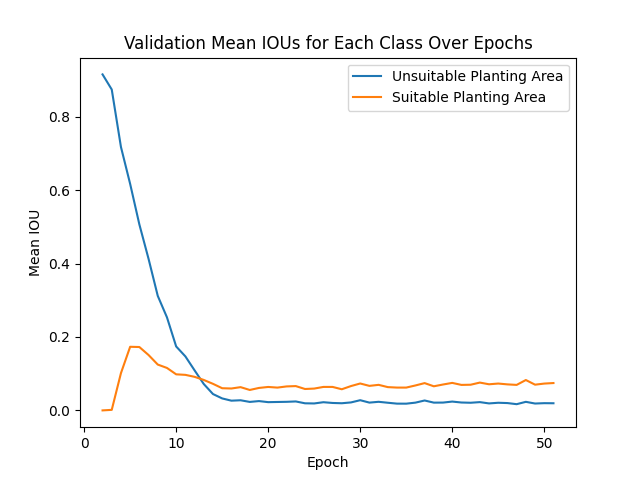 Validation Mean IOUs for Each Class Over Epochs
Unsuitable Planting Area
Suitable Planting Area
Mean IOU
0.8
0.6
0.4
0.2
0.0
0 10 20 30 40 50
Epoch